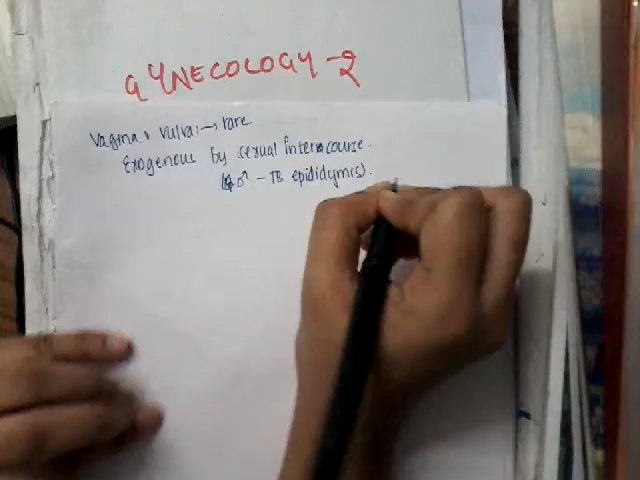 GYNECOLOGY-2
Vagina & Vulva: → rare
Exogenous by sexual intercourse.
♂ - TB epididymis).